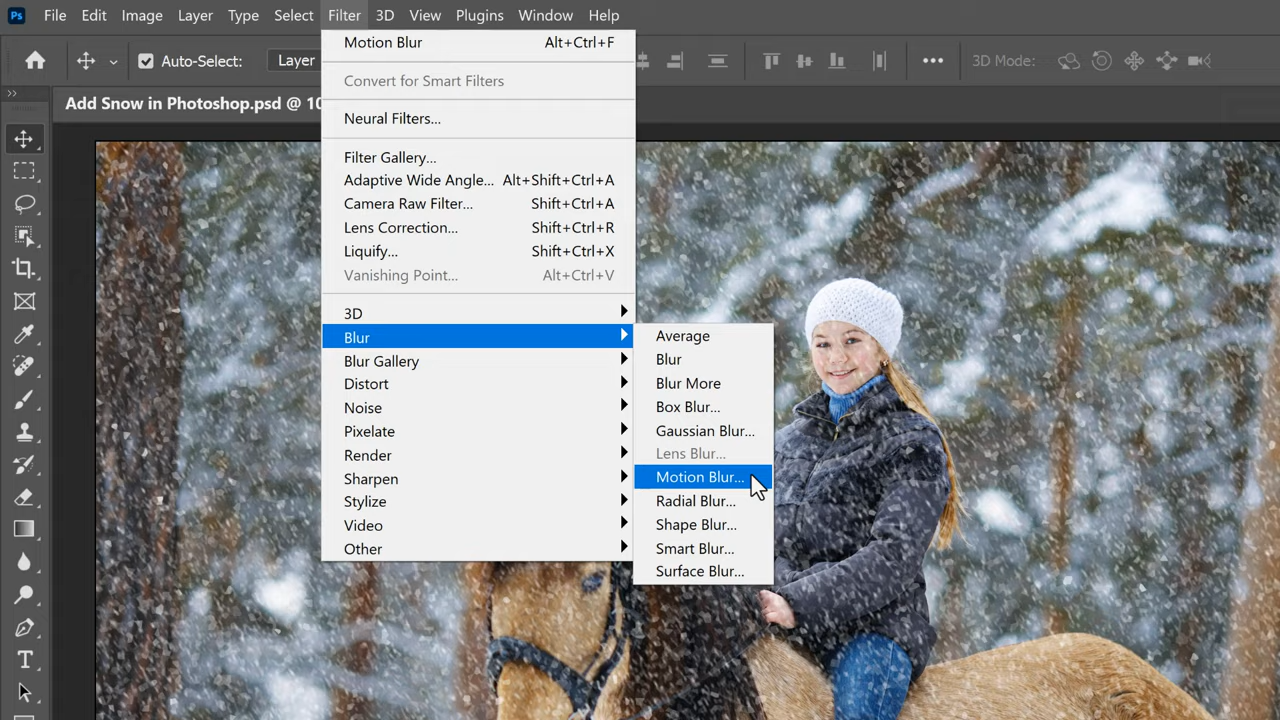 Ps File Edit Image Layer Type Select Filter 3D View Plugins Window Help
Auto-Select: Layer
3D Mode:
Add Snow in Photoshop.psd @ 10
Motion Blur Alt+Ctrl+F
Convert for Smart Filters
Neural Filters...
Filter Gallery...
Adaptive Wide Angle... Alt+Shift+Ctrl+A
Camera Raw Filter... Shift+Ctrl+A
Lens Correction... Shift+Ctrl+R
Liquify... Shift+Ctrl+X
Vanishing Point... Alt+Ctrl+V
3D
Blur
Blur Gallery
Distort
Noise
Pixelate
Render
Sharpen
Stylize
Video
Other
Average
Blur
Blur More
Box Blur...
Gaussian Blur...
Lens Blur...
Motion Blur...
Radial Blur...
Shape Blur...
Smart Blur...
Surface Blur...